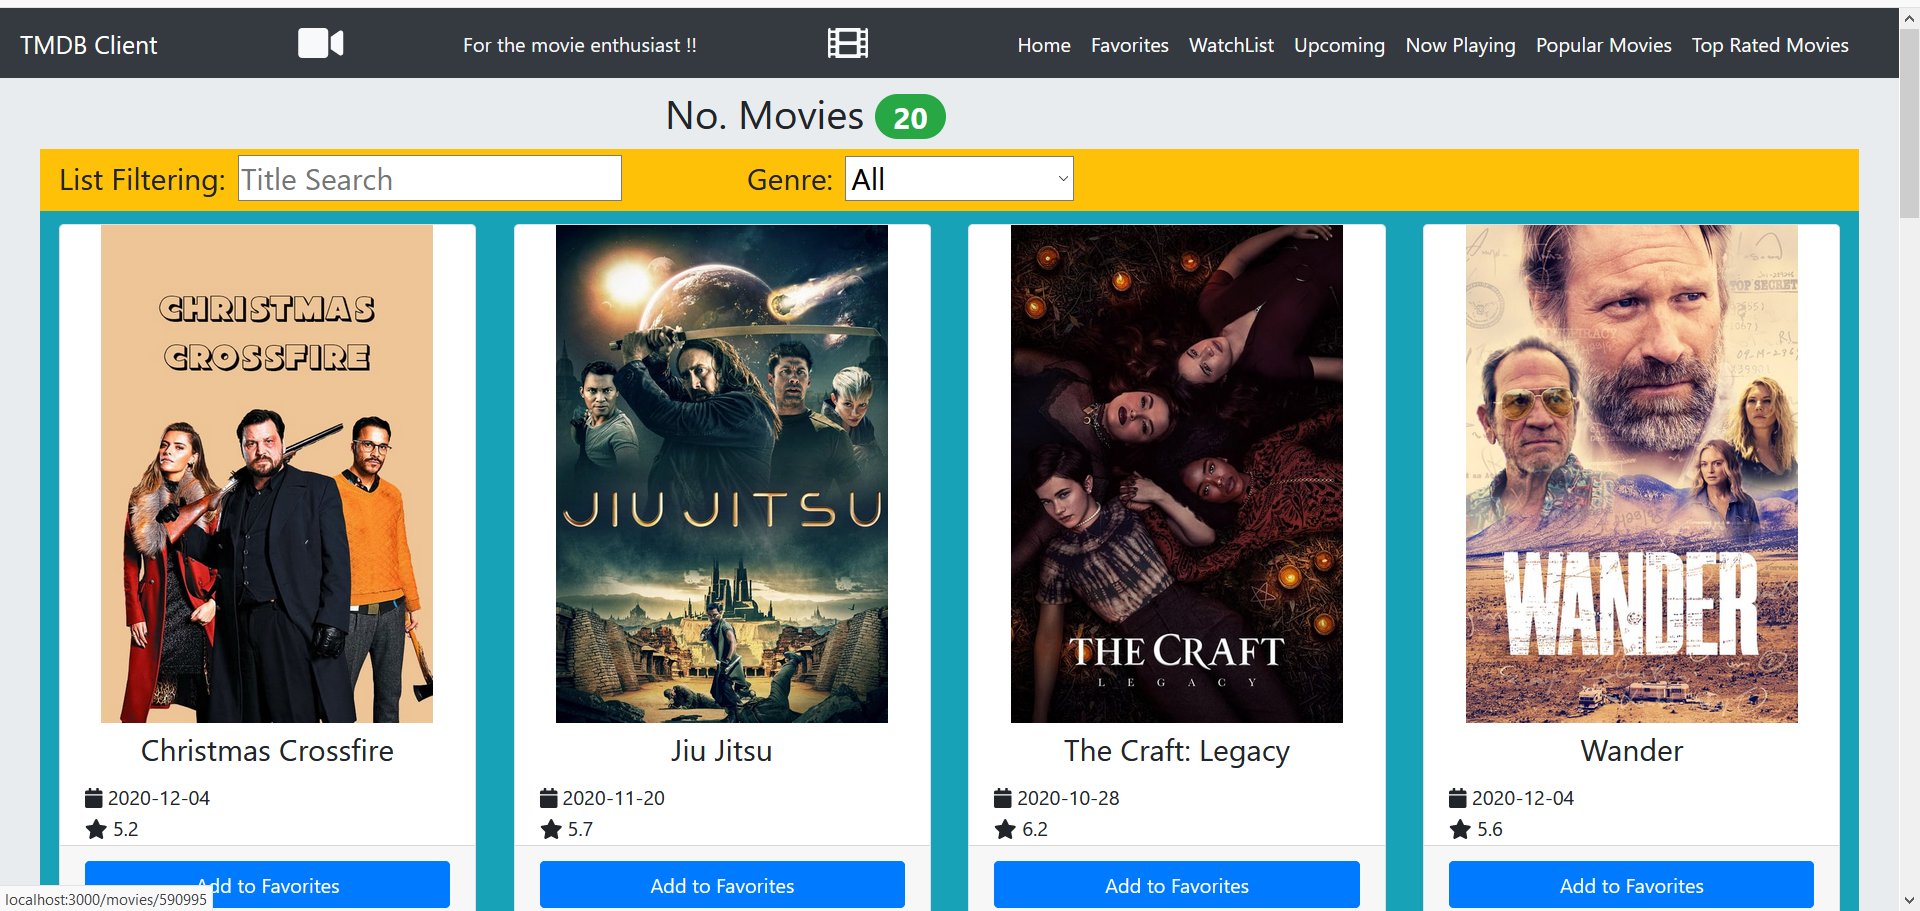 TMDB Client
For the movie enthusiast !!
Home Favorites WatchList Upcoming Now Playing Popular Movies Top Rated Movies
No. Movies 20
List Filtering: Title Search Genre: All
CHRISTMAS
CROSSFIRE
JIU JITSU
THE CRAFT
LEGACY
TOP SECRET
CONSPIRACY
WANDER
Christmas Crossfire
2020-12-04
5.2
Add to Favorites
Jiu Jitsu
2020-11-20
5.7
Add to Favorites
The Craft: Legacy
2020-10-28
6.2
Add to Favorites
Wander
2020-12-04
5.6
Add to Favorites
localhost:3000/movies/590995